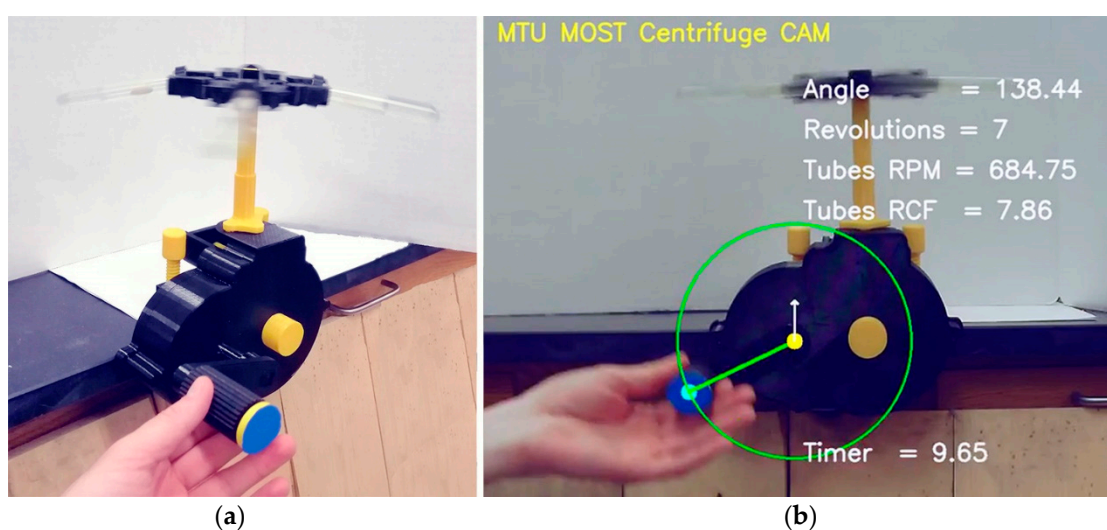 MTU MOST Centrifuge CAM
Angle = 138.44
Revolutions = 7
Tubes RPM = 684.75
Tubes RCF = 7.86
Timer = 9.65
(a)
(b)